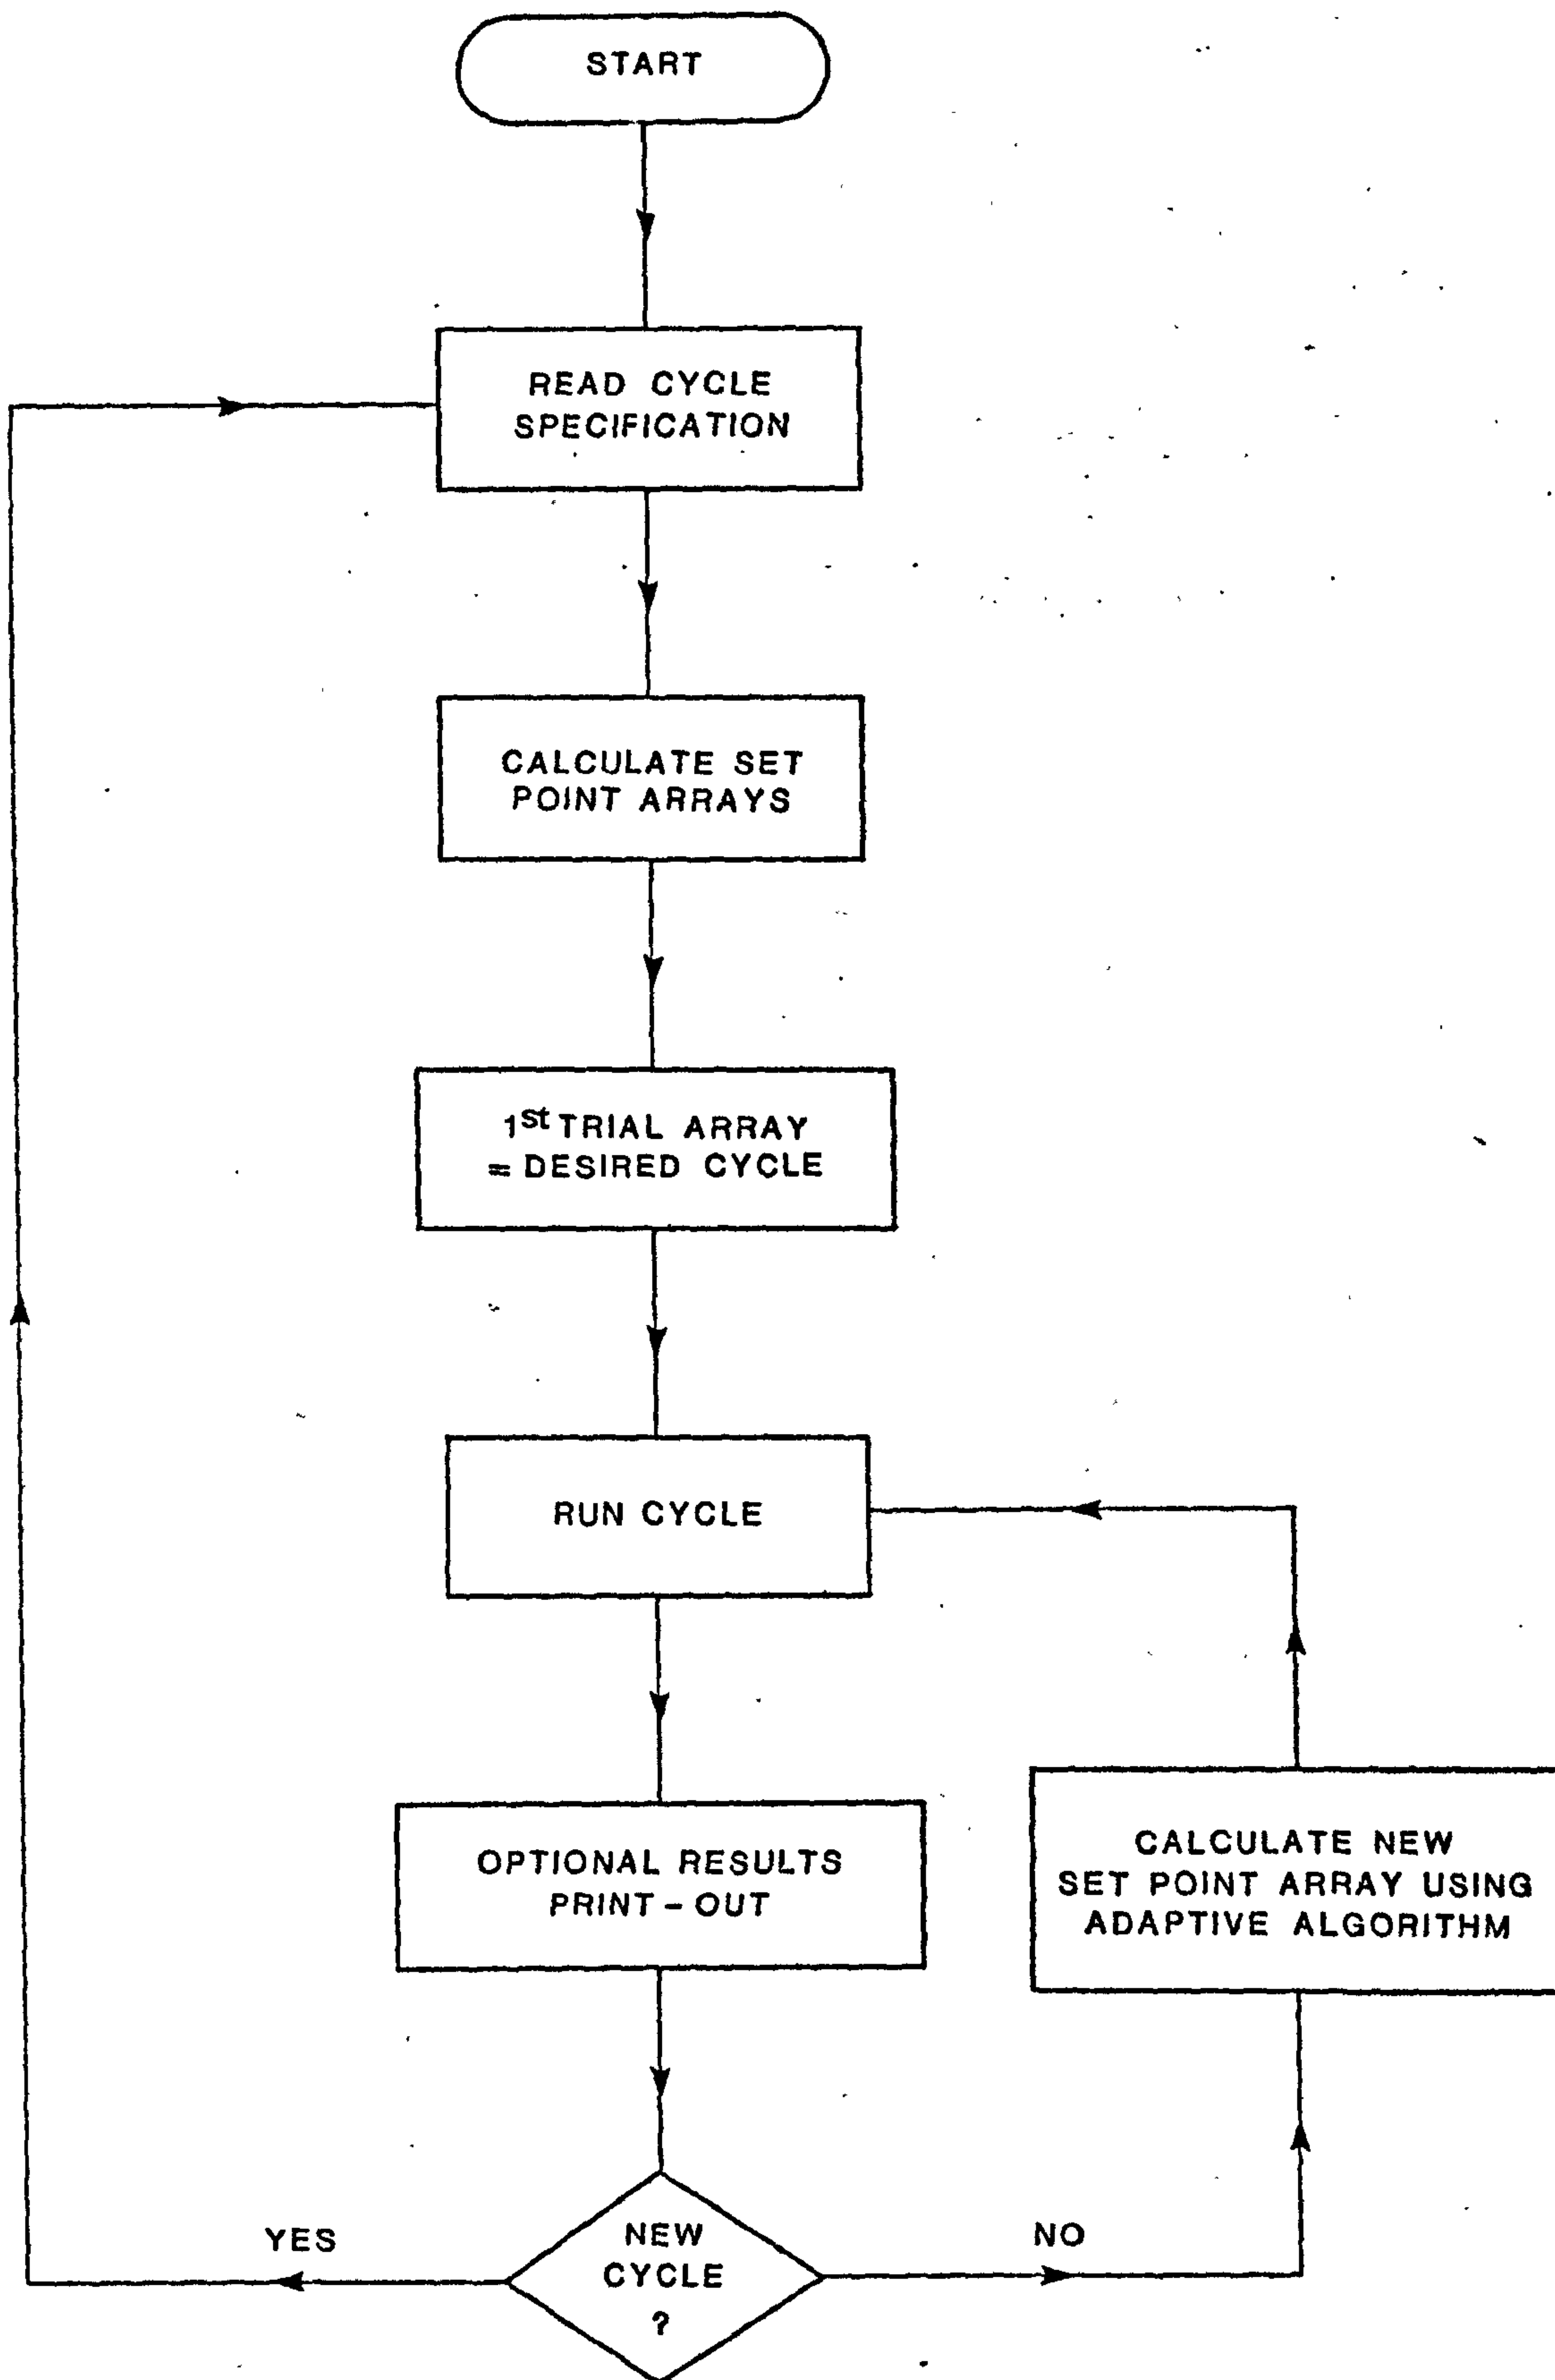 START
READ CYCLE
SPECIFICATION
CALCULATE SET
POINT ARRAYS
1st TRIAL ARRAY
= DESIRED CYCLE
RUN CYCLE
OPTIONAL RESULTS
PRINT - OUT
CALCULATE NEW
SET POINT ARRAY USING
ADAPTIVE ALGORITHM
YES
NEW
CYCLE
?
NO